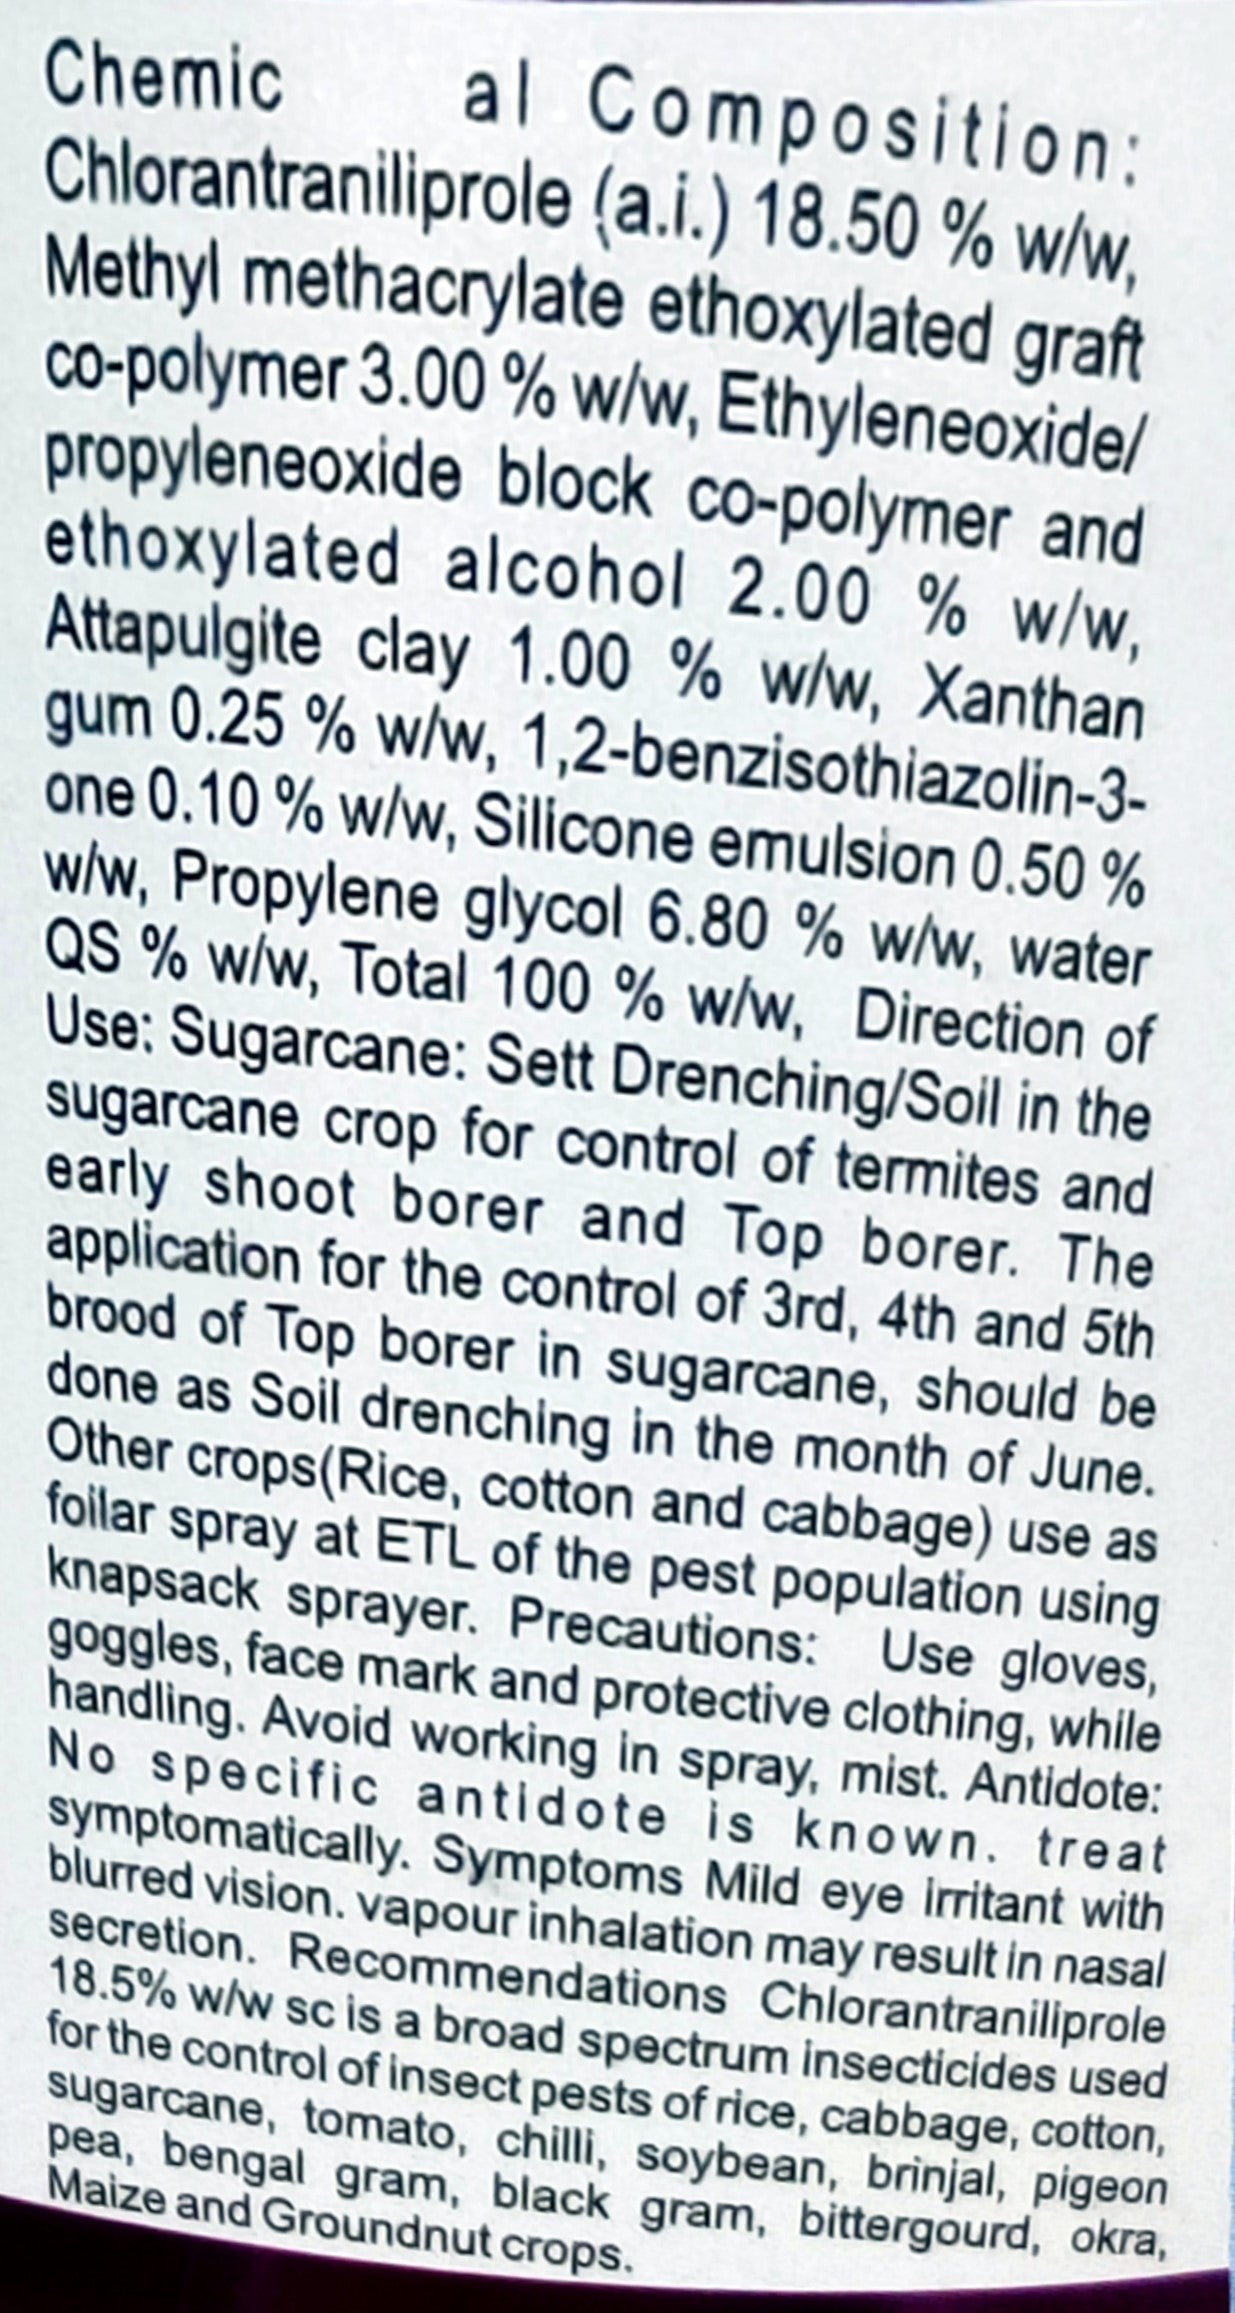 Chemic al Composition:
Chlorantraniliprole (a.i.) 18.50 % w/w,
Methyl methacrylate ethoxylated graft
co-polymer 3.00 % w/w, Ethyleneoxide/
propyleneoxide block co-polymer and
ethoxylated alcohol 2.00 % w/w,
Attapulgite clay 1.00 % w/w, Xanthan
gum 0.25 % w/w, 1,2-benzisothiazolin-3-
one 0.10 % w/w, Silicone emulsion 0.50 %
w/w, Propylene glycol 6.80 % w/w, water
QS % w/w, Total 100 % w/w, Direction of
Use: Sugarcane: Sett Drenching/Soil in the
sugarcane crop for control of termites and
early shoot borer and Top borer. The
application for the control of 3rd, 4th and 5th
brood of Top borer in sugarcane, should be
done as Soil drenching in the month of June.
Other crops(Rice, cotton and cabbage) use as
foilar spray at ETL of the pest population using
knapsack sprayer. Precautions: Use gloves,
goggles, face mark and protective clothing, while
handling. Avoid working in spray, mist. Antidote:
No specific antidote is known. treat
symptomatically. Symptoms Mild eye irritant with
blurred vision. vapour inhalation may result in nasal
secretion. Recommendations Chlorantraniliprole
18.5% w/w sc is a broad spectrum insecticides used
for the control of insect pests of rice, cabbage, cotton,
sugarcane, tomato, chilli, soybean, brinjal, pigeon
pea, bengal gram, black gram, bittergourd, okra,
Maize and Groundnut crops.